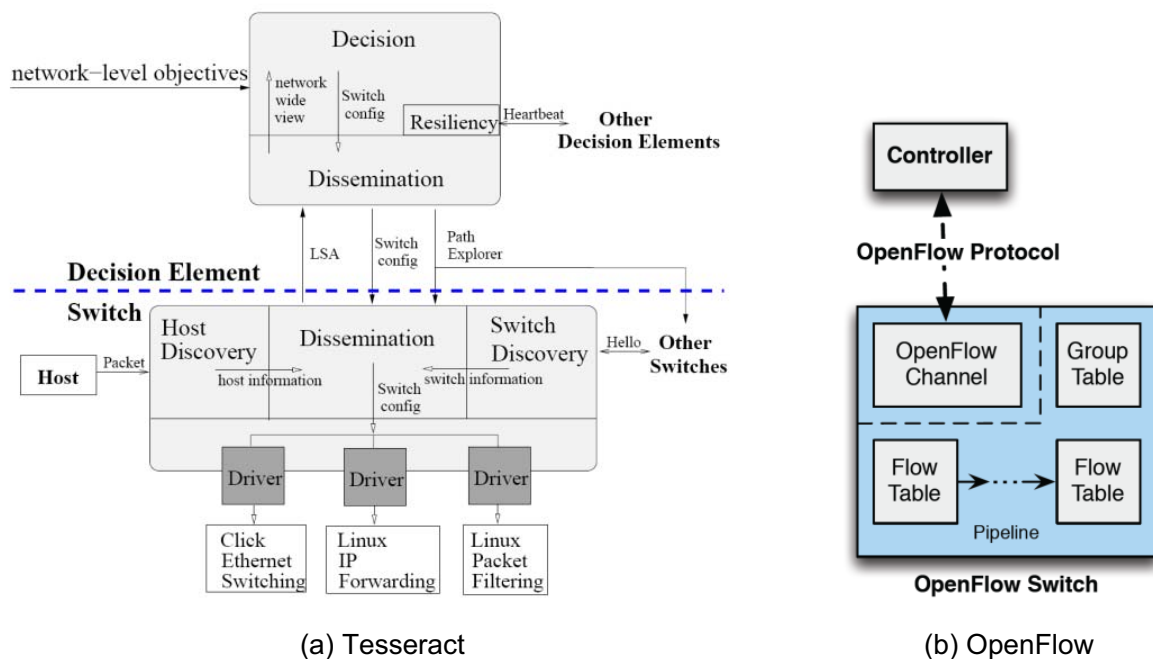 Decision
network−level objectives
network
wide
view
Switch
config
Resiliency
Heartbeat
Other
Decision Elements
Dissemination
LSA
Switch
config
Path
Explorer
Decision Element
Switch
Host
Discovery
Dissemination
Switch
Discovery
Hello
Other
Switches
Host
Packet
host information
switch information
Switch
config
Driver
Driver
Driver
Click
Ethernet
Switching
Linux
IP
Forwarding
Linux
Packet
Filtering
(a) Tesseract
Controller
OpenFlow Protocol
OpenFlow
Channel
Group
Table
Flow
Table
Flow
Table
Pipeline
OpenFlow Switch
(b) OpenFlow